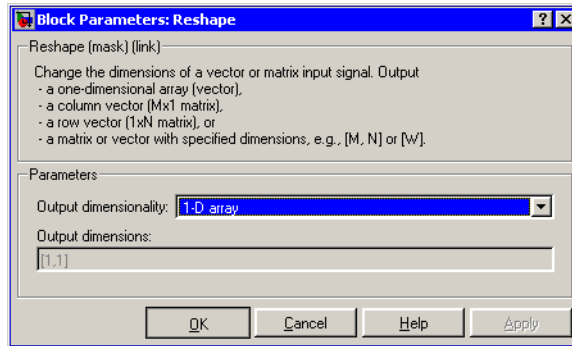 Block Parameters: Reshape
Reshape (mask) (link)
Change the dimensions of a vector or matrix input signal. Output
- a one-dimensional array (vector),
- a column vector (Mx1 matrix),
- a row vector (1xN matrix), or
- a matrix or vector with specified dimensions, e.g., [M, N] or [W].
Parameters
Output dimensionality: 1-D array
Output dimensions:
[1,1]
OK Cancel Help Apply